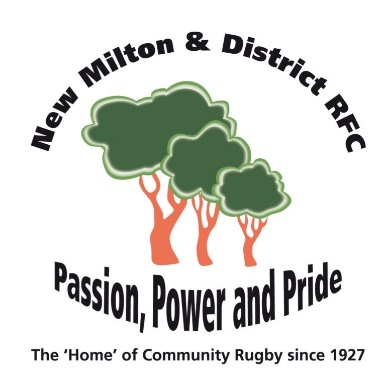 New Milton & District RFC
Passion, Power and Pride
The ‘Home’ of Community Rugby since 1927